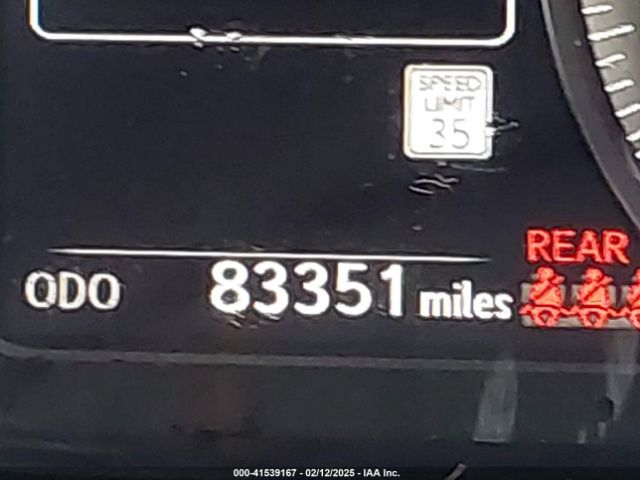 SPEED
LIMIT
35
REAR
ODO 83351 miles
000-41539167 - 02/12/2025 - IAA Inc.